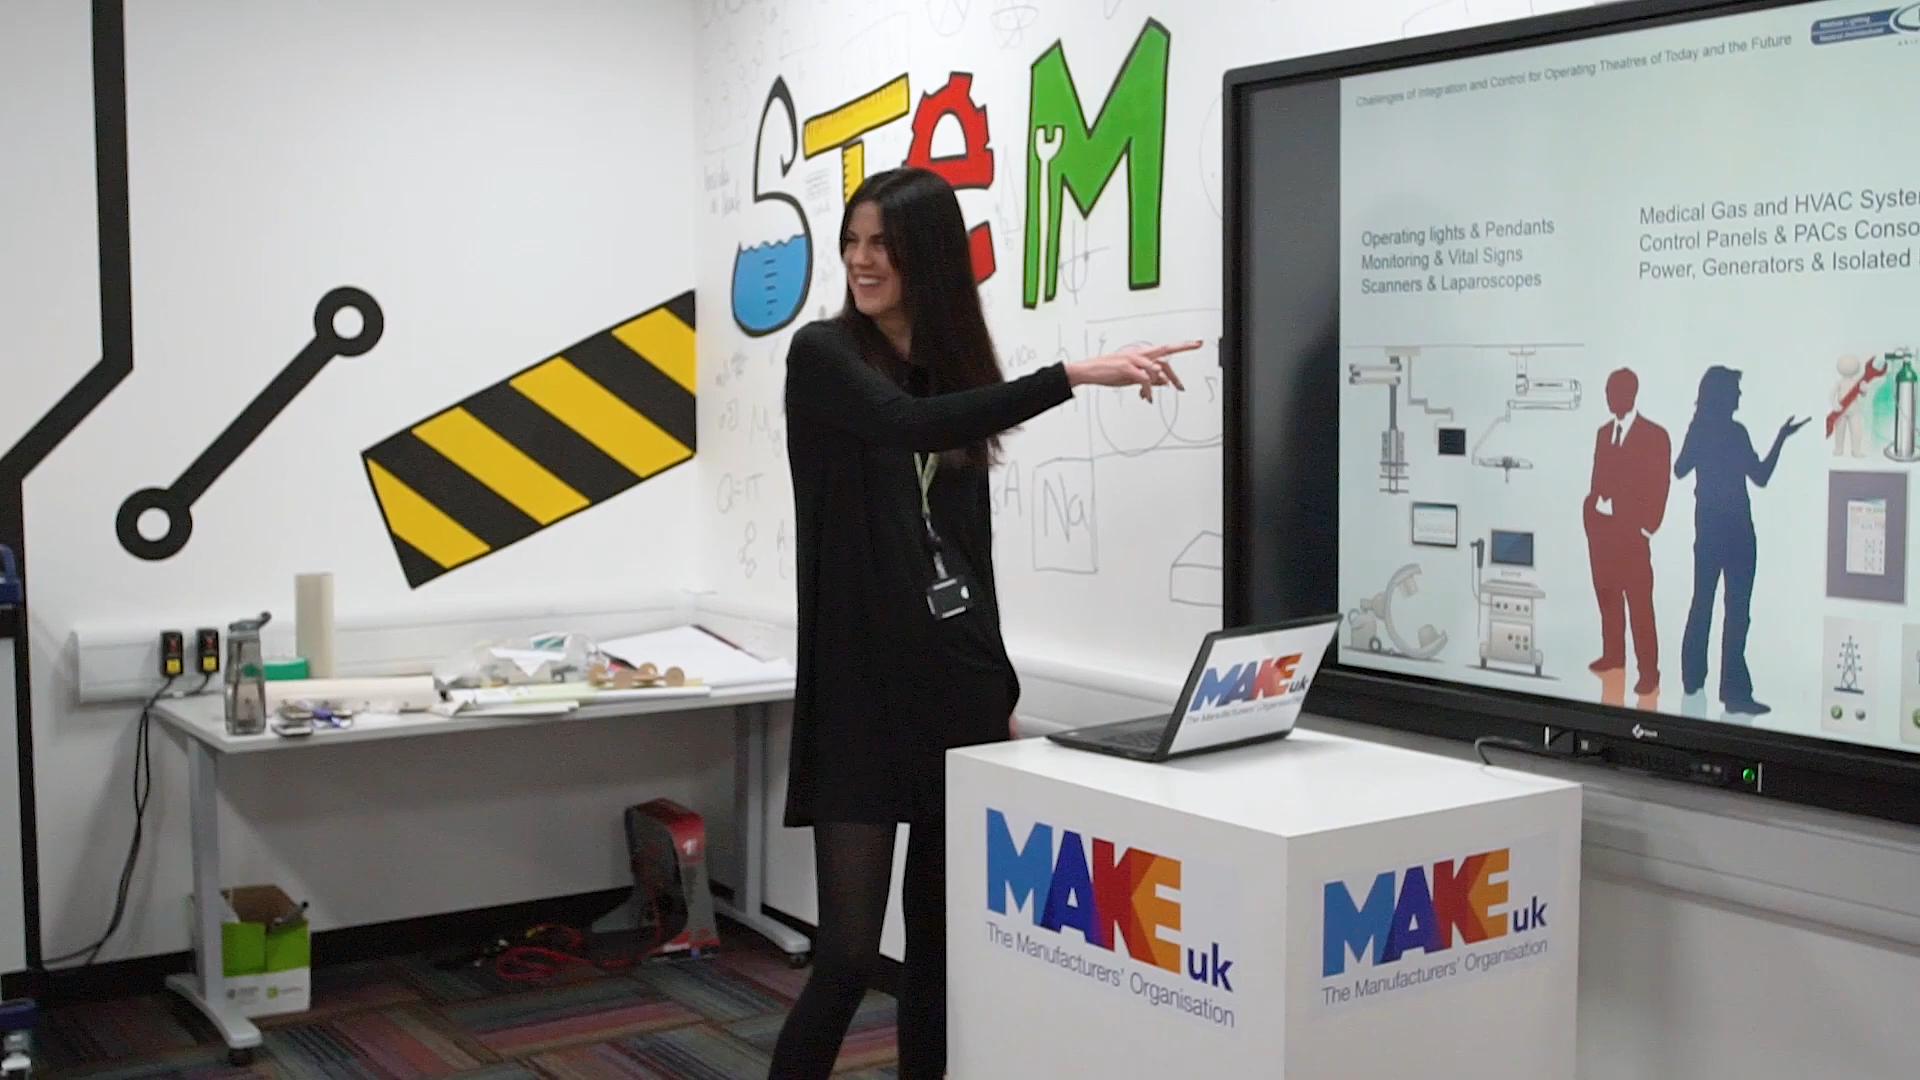 STEM
Challenges of Integration and Control for Operating Theatres of Today and the Future
Operating lights & Pendants
Monitoring & Vital Signs
Scanners & Laparoscopes
Medical Gas and HVAC Syste
Control Panels & PACs Conso
Power, Generators & Isolated
Na
MAKE uk
The Manufacturers' Organisation
MAKE uk
The Manufacturers' Organisation
MAKE uk
The Manufacturers' Organisation